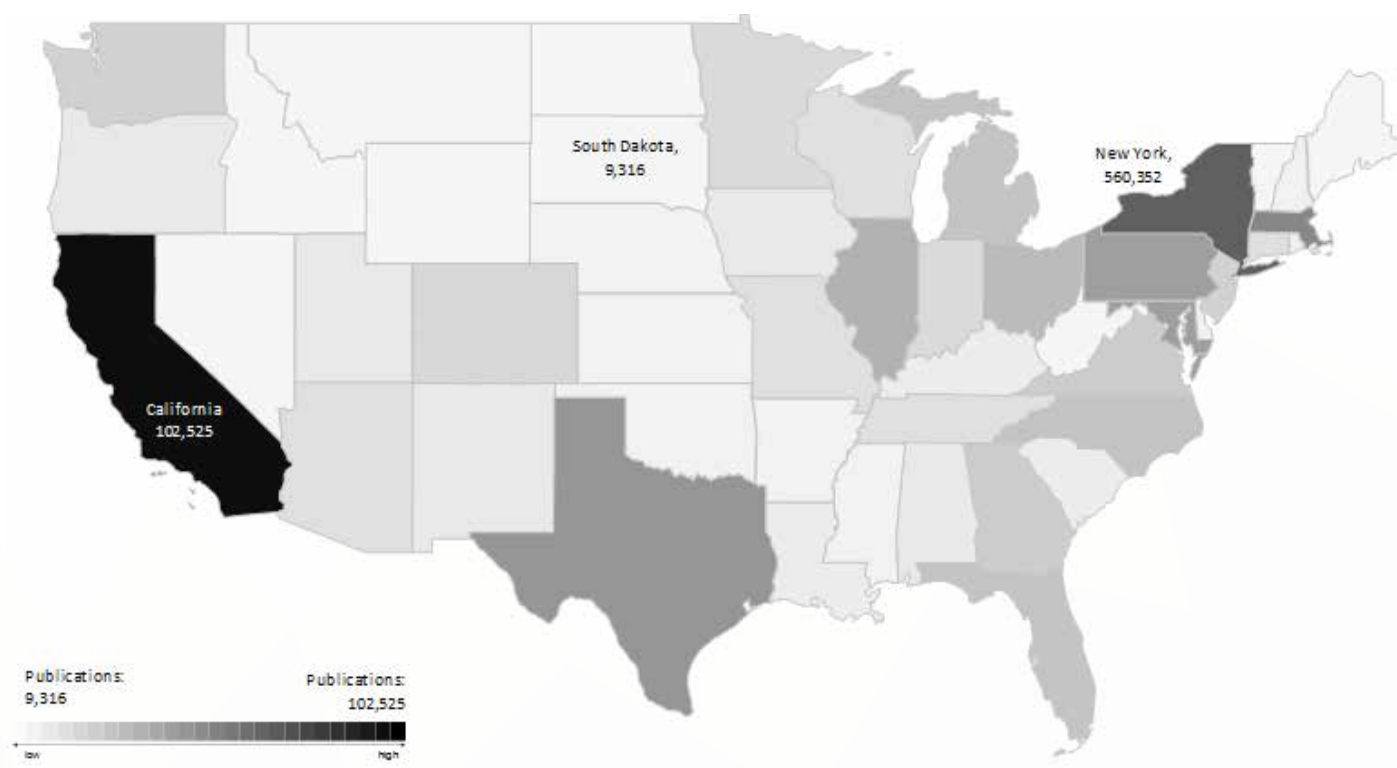 South Dakota,
9,316
New York,
560,352
California
102,525
Publications:
9,316
Publications:
102,525
low
high